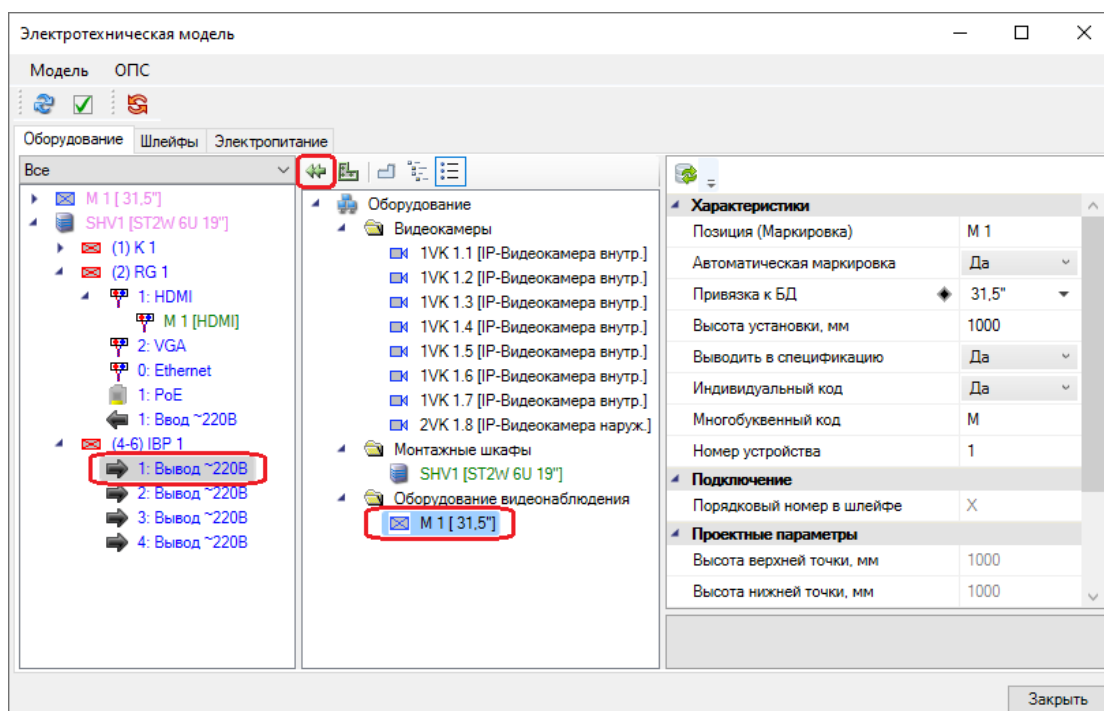 Электротехническая модель
Модель ОПС
Оборудование Шлейфы Электропитание
Все
M 1 [ 31,5"]
SHV1 [ST2W 6U 19"]
(1) K 1
(2) RG 1
1: HDMI
M 1 [HDMI]
2: VGA
0: Ethernet
1: PoE
1: Ввод ~220В
(4-6) IBP 1
1: Вывод ~220В
2: Вывод ~220В
3: Вывод ~220В
4: Вывод ~220В
Оборудование
Видеокамеры
1VK 1.1 [IP-Видеокамера внутр.]
1VK 1.2 [IP-Видеокамера внутр.]
1VK 1.3 [IP-Видеокамера внутр.]
1VK 1.4 [IP-Видеокамера внутр.]
1VK 1.5 [IP-Видеокамера внутр.]
1VK 1.6 [IP-Видеокамера внутр.]
1VK 1.7 [IP-Видеокамера внутр.]
2VK 1.8 [IP-Видеокамера наруж.]
Монтажные шкафы
SHV1 [ST2W 6U 19"]
Оборудование видеонаблюдения
M 1 [ 31,5"]
Характеристики
Позиция (Маркировка) M 1
Автоматическая маркировка Да
Привязка к БД 31,5"
Высота установки, мм 1000
Выводить в спецификацию Да
Индивидуальный код Да
Многобуквенный код M
Номер устройства 1
Подключение
Порядковый номер в шлейфе X
Проектные параметры
Высота верхней точки, мм 1000
Высота нижней точки, мм 1000
Закрыть